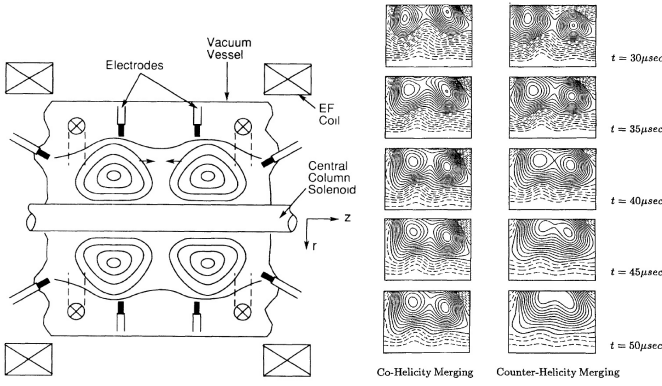 Vacuum
Vessel
Electrodes
EF
Coil
Central
Column
Solenoid
z
r
t = 30μsec
t = 35μsec
t = 40μsec
t = 45μsec
t = 50μsec
Co-Helicity Merging
Counter-Helicity Merging